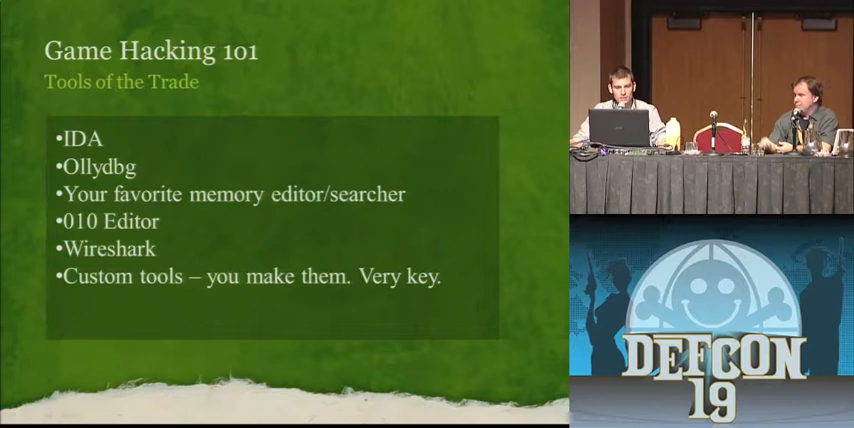 Game Hacking 101
Tools of the Trade
•IDA
•Ollydbg
•Your favorite memory editor/searcher
•010 Editor
•Wireshark
•Custom tools – you make them. Very key.
DEFCON
19